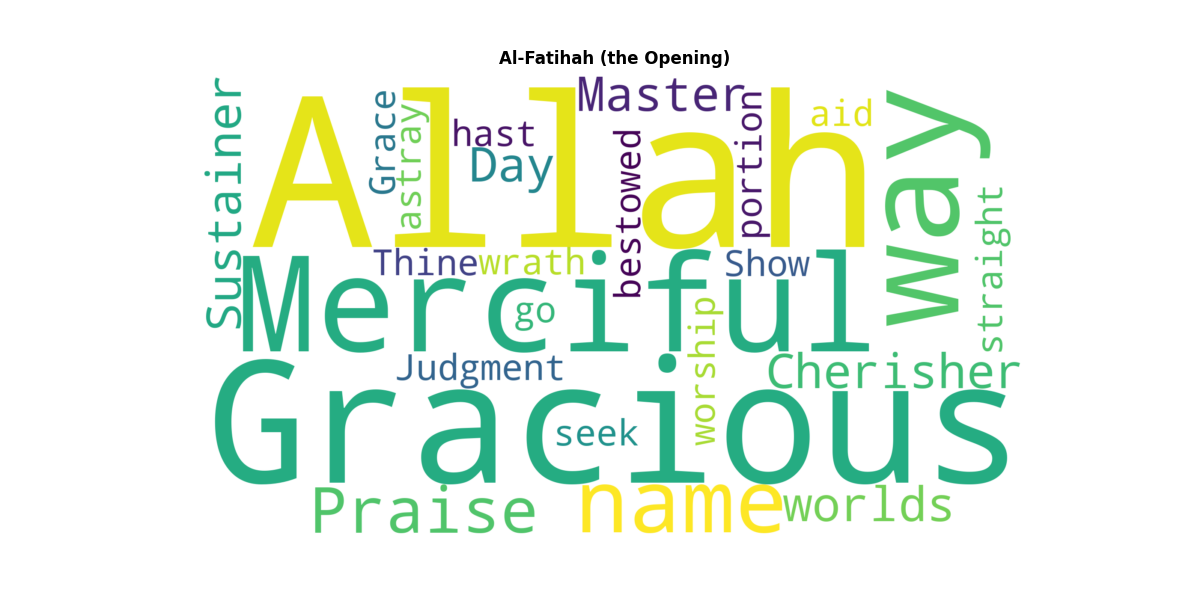 Al-Fatihah (the Opening)
Sustainer
Allah
Grace
astray
hast
Day
Master
bestowed
portion
aid
way
straight
Merciful
Thine
wrath
Show
go
worship
Judgment
Cherisher
Gracious
seek
Praise
name
worlds